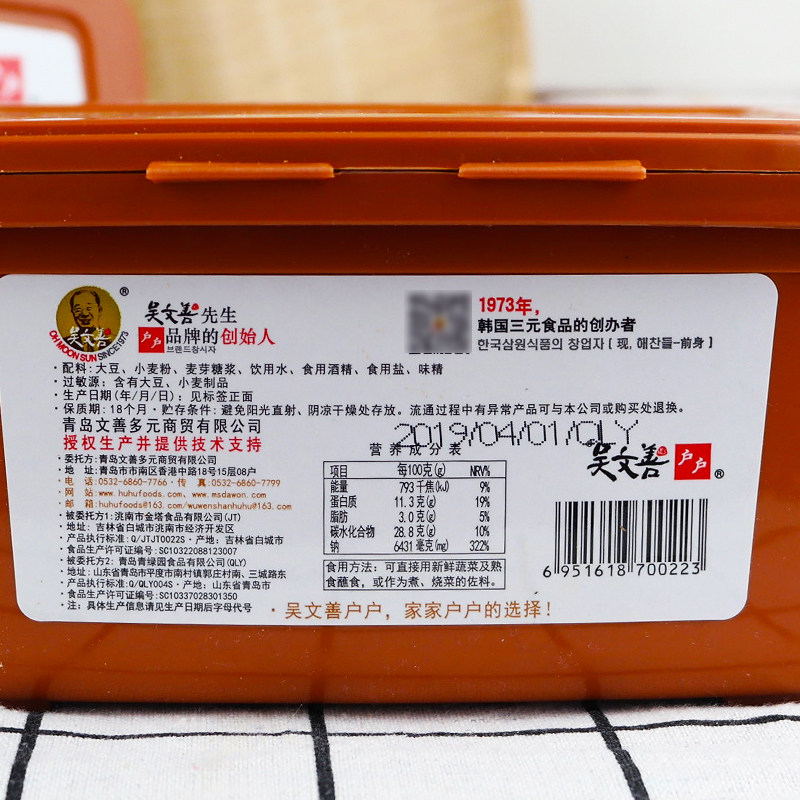 吴文善
OH MOON SUN SINCE 1973
®
吴文善 先生
户户 品牌的创始人
브랜드창시자
1973年，
韩国三元食品的创办者
한국삼원식품의 창업자 [ 现, 해찬들-前身 ]
· 配料: 大豆、小麦粉、麦芽糖浆、饮用水、食用酒精、食用盐、味精
· 过敏源: 含有大豆、小麦制品
· 生产日期(年/月/日): 见标签正面
· 保质期: 18个月 · 贮存条件: 避免阳光直射、阴凉干燥处存放。流通过程中有异常产品可与本公司或购买处退换。
青岛文善多元商贸有限公司
授权生产并提供技术支持
2019/04/01/QLY
· 委托方: 青岛文善多元商贸有限公司
· 地 址: 青岛市市南区香港中路18号15层08户
· 电 话:0532-6860-7766 · 传 真:0532-6860-7799
· 网 站: www.huhufoods.com、www.msdawon.com
· 邮 箱: huhufoods@163.com/wuwenshanhuhu@163.com
· 被委托方1: 洮南市金塔食品有限公司(JT)
· 地址: 吉林省白城市洮南市经济开发区
· 产品执行标准: Q/JTJT0022S · 产地: 吉林省白城市
· 食品生产许可证编号: SC10322088123007
· 被委托方2: 青岛青绿园食品有限公司(QLY)
· 地址: 山东省青岛市平度市南村镇郭庄村南、三城路东
· 产品执行标准: Q/QLY004S · 产地: 山东省青岛市
· 食品生产许可证编号: SC10337028301350
· 注: 具体生产信息请见生产日期后字母代号
营养成分表
项目 每100克(g) NRV%
能量 793 千焦(kJ) 9%
蛋白质 11.3 克(g) 19%
脂肪 3.0 克(g) 5%
碳水化合物 28.8 克(g) 10%
钠 6431 毫克(mg) 322%
食用方法: 可直接用新鲜蔬菜及熟
食蘸食，或作为煮、烧菜的佐料。
吴文善 户户 ®
6 951618 700223
· 吴文善户户，家家户户的选择！